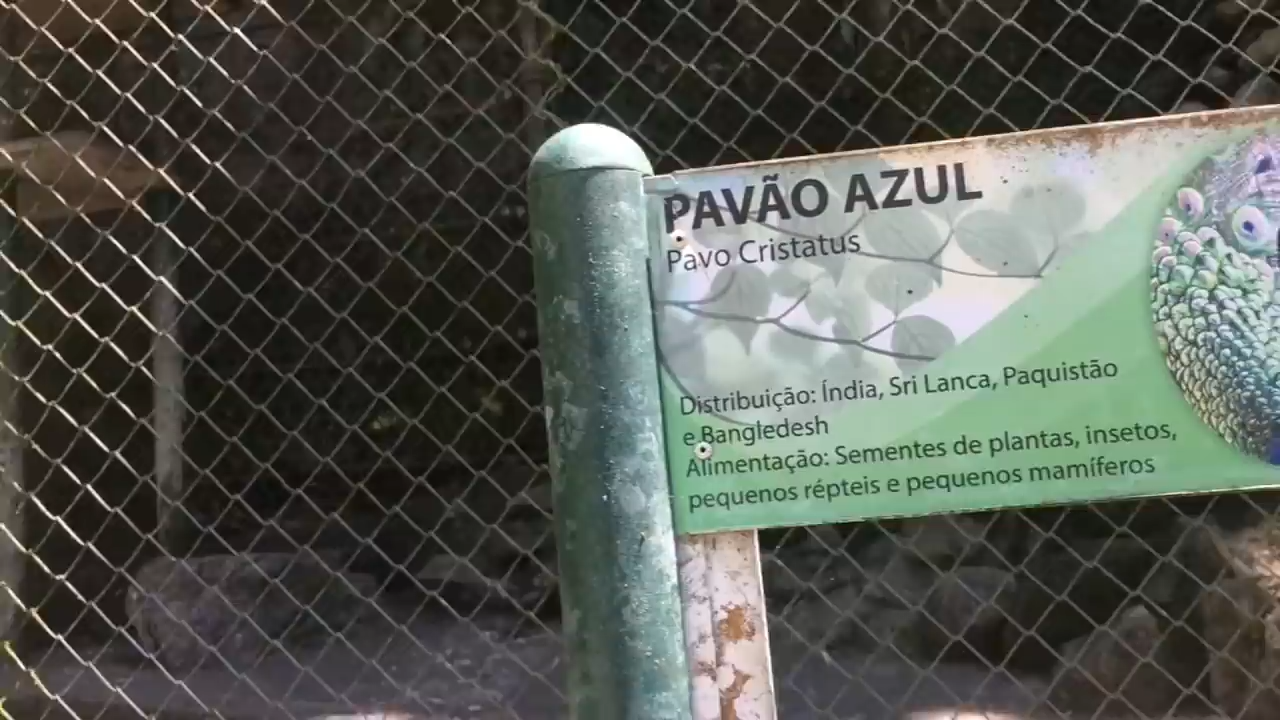 PAVÃO AZUL
Pavo Cristatus
Distribuição: Índia, Sri Lanca, Paquistão
e Bangledesh
Alimentação: Sementes de plantas, insetos,
pequenos répteis e pequenos mamíferos